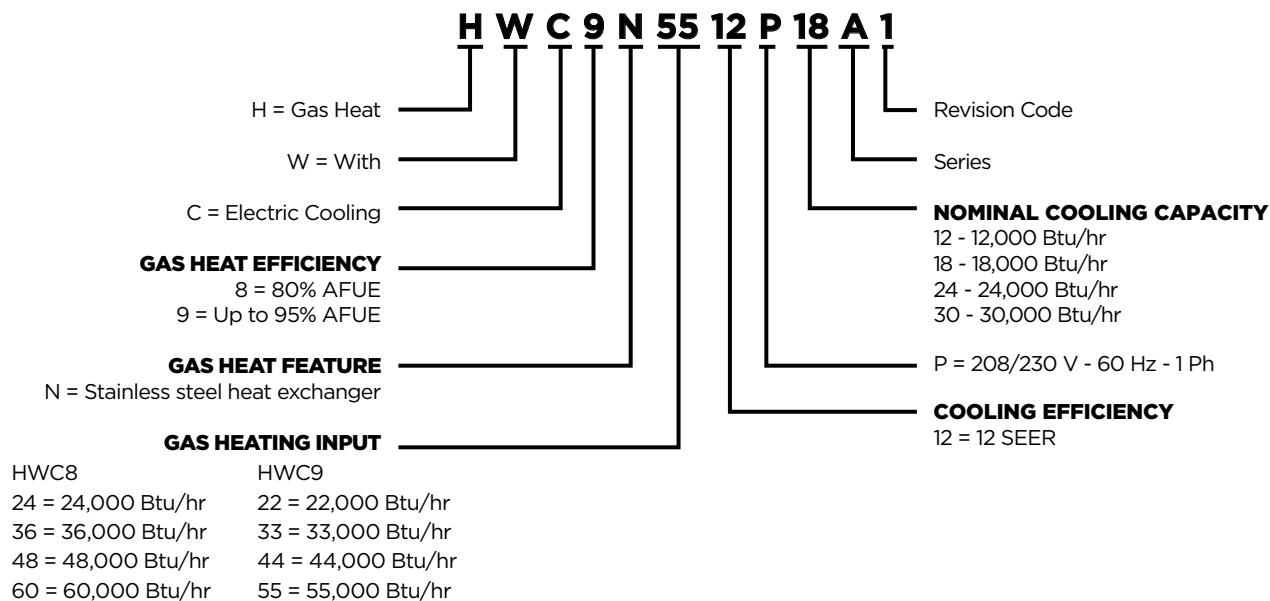 H W C 9 N 55 12 P 18 A 1
H = Gas Heat
W = With
C = Electric Cooling
GAS HEAT EFFICIENCY
8 = 80% AFUE
9 = Up to 95% AFUE
GAS HEAT FEATURE
N = Stainless steel heat exchanger
GAS HEATING INPUT
HWC8 HWC9
24 = 24,000 Btu/hr 22 = 22,000 Btu/hr
36 = 36,000 Btu/hr 33 = 33,000 Btu/hr
48 = 48,000 Btu/hr 44 = 44,000 Btu/hr
60 = 60,000 Btu/hr 55 = 55,000 Btu/hr
Revision Code
Series
NOMINAL COOLING CAPACITY
12 - 12,000 Btu/hr
18 - 18,000 Btu/hr
24 - 24,000 Btu/hr
30 - 30,000 Btu/hr
P = 208/230 V - 60 Hz - 1 Ph
COOLING EFFICIENCY
12 = 12 SEER